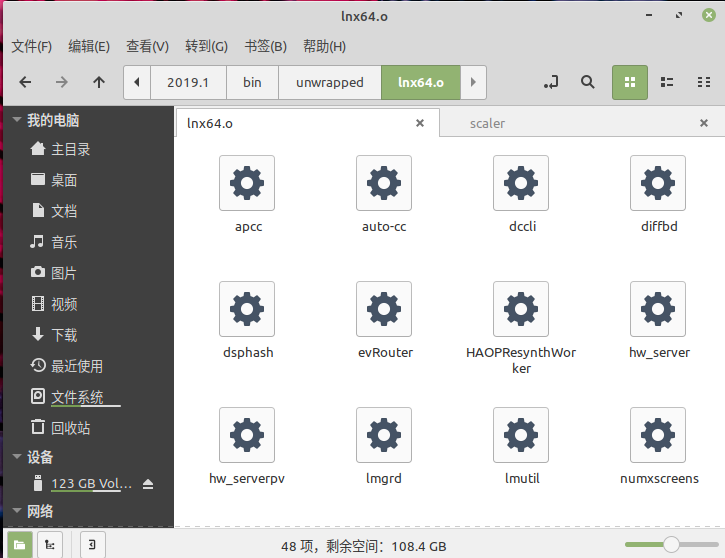 lnx64.o
文件(F) 编辑(E) 查看(V) 转到(G) 书签(B) 帮助(H)
2019.1 bin unwrapped lnx64.o
我的电脑
主目录
桌面
文档
音乐
图片
视频
下载
最近使用
文件系统
回收站
设备
123 GB Vol...
网络
lnx64.o scaler
apcc auto-cc dccli diffbd
dsphash evRouter HAOPResynthWor
ker hw_server
hw_serverpv lmgrd lmutil numxscreens
48 项，剩余空间：108.4 GB